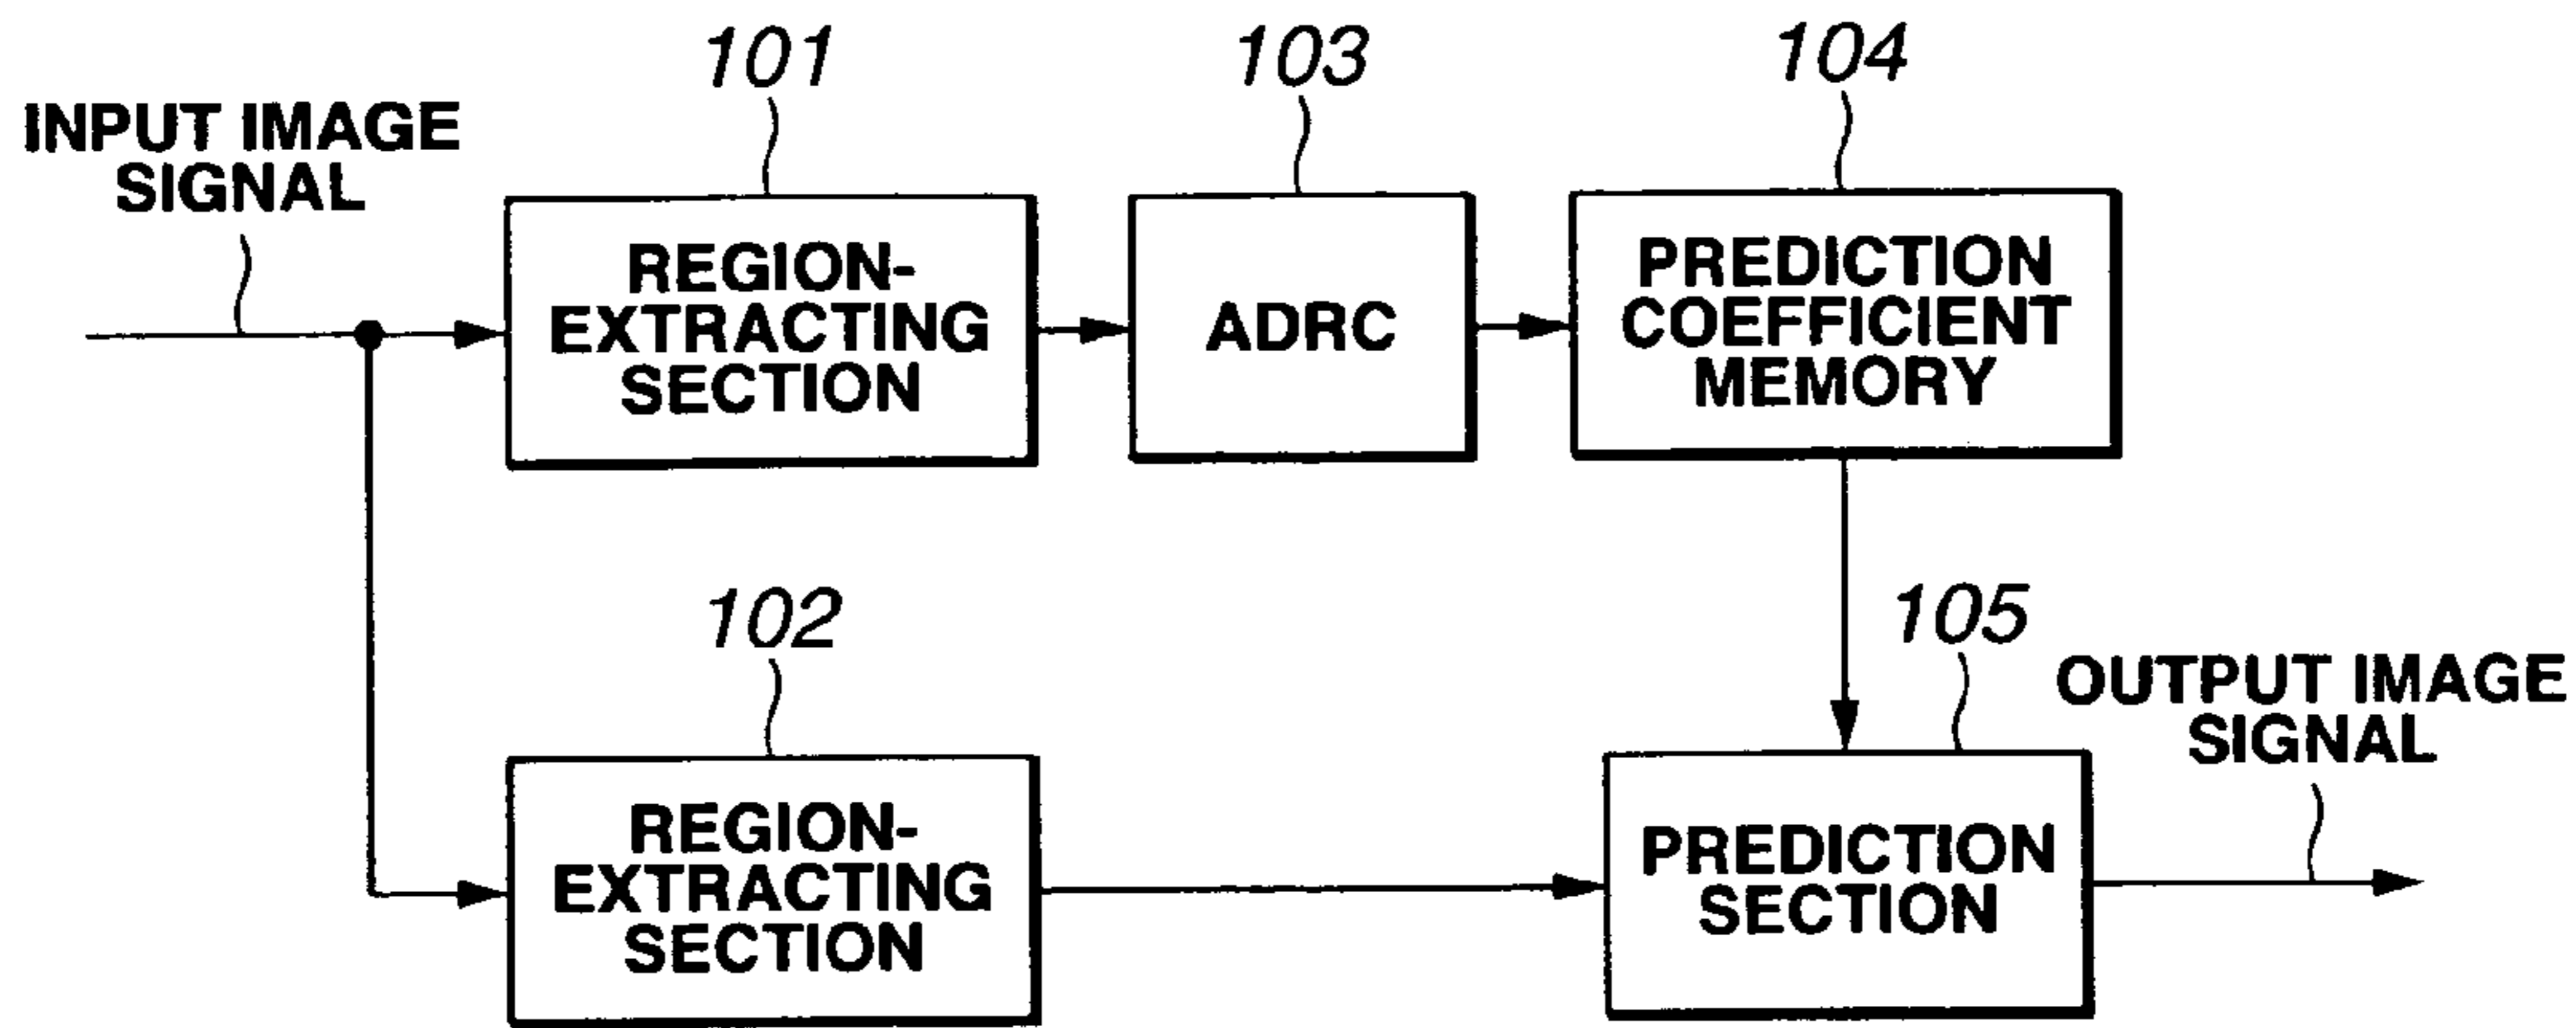 101
103
104
INPUT IMAGE
SIGNAL
REGION-
EXTRACTING
SECTION
ADRC
PREDICTION
COEFFICIENT
MEMORY
102
105
OUTPUT IMAGE
SIGNAL
REGION-
EXTRACTING
SECTION
PREDICTION
SECTION